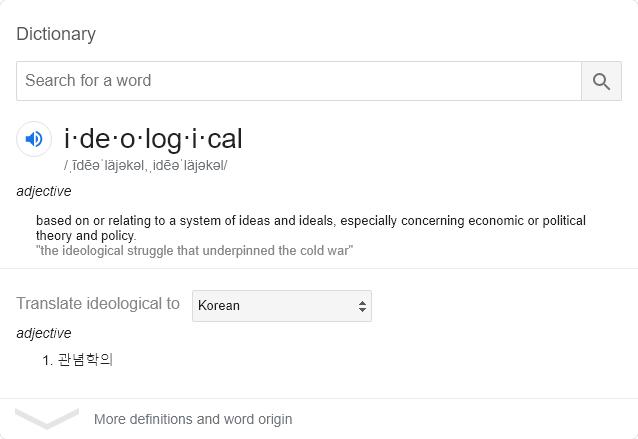 Dictionary
Search for a word
i·de·o·log·i·cal
/ˌīdēəˈläjəkəl,ˌidēəˈläjəkəl/
adjective
based on or relating to a system of ideas and ideals, especially concerning economic or political
theory and policy.
"the ideological struggle that underpinned the cold war"
Translate ideological to Korean
adjective
1. 관념학의
More definitions and word origin